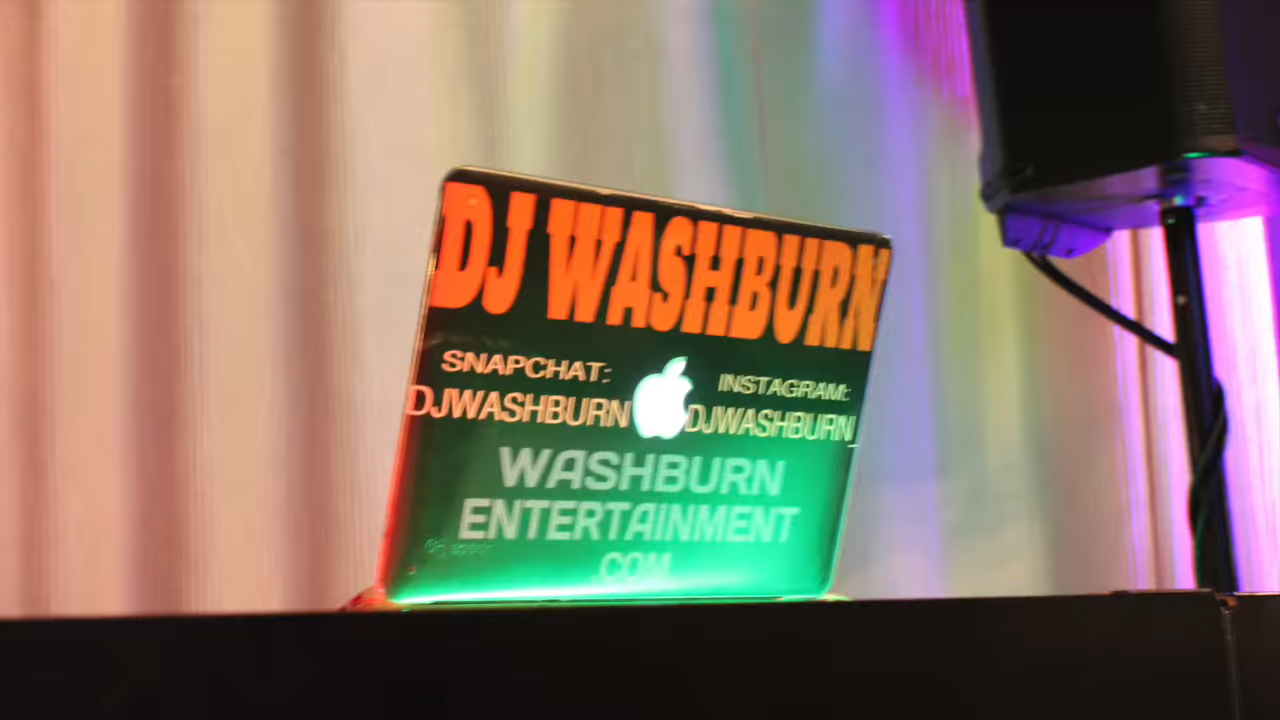 DJ WASHBURN
SNAPCHAT:
DJWASHBURN
INSTAGRAM:
DJWASHBURN
WASHBURN
ENTERTAINMENT
.COM